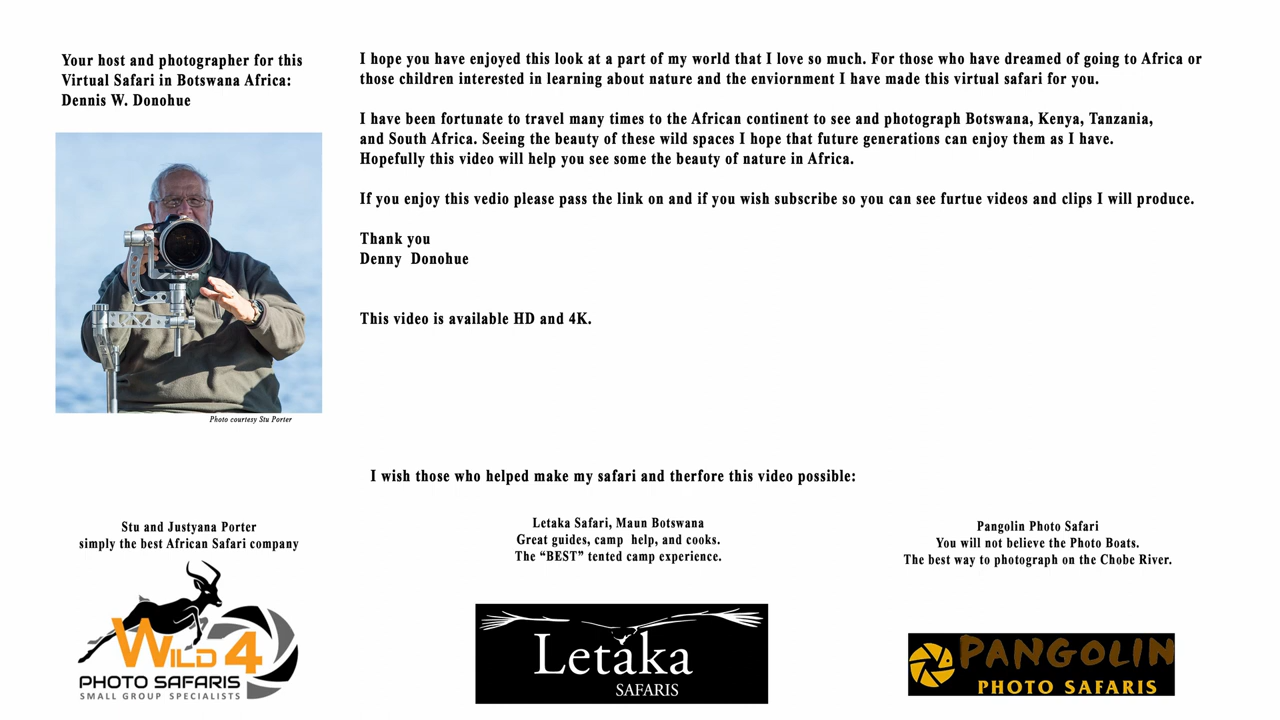 Your host and photographer for this
Virtual Safari in Botswana Africa:
Dennis W. Donohue
Photo courtesy Stu Porter
I hope you have enjoyed this look at a part of my world that I love so much. For those who have dreamed of going to Africa or
those children interested in learning about nature and the enviornment I have made this virtual safari for you.
I have been fortunate to travel many times to the African continent to see and photograph Botswana, Kenya, Tanzania,
and South Africa. Seeing the beauty of these wild spaces I hope that future generations can enjoy them as I have.
Hopefully this video will help you see some the beauty of nature in Africa.
If you enjoy this vedio please pass the link on and if you wish subscribe so you can see furtue videos and clips I will produce.
Thank you
Denny Donohue
This video is available HD and 4K.
I wish those who helped make my safari and therfore this video possible:
Stu and Justyana Porter
simply the best African Safari company
WILD 4
PHOTO SAFARIS
SMALL GROUP SPECIALISTS
Letaka Safari, Maun Botswana
Great guides, camp help, and cooks.
The “BEST” tented camp experience.
Letaka
SAFARIS
Pangolin Photo Safari
You will not believe the Photo Boats.
The best way to photograph on the Chobe River.
PANGOLIN
PHOTO SAFARIS